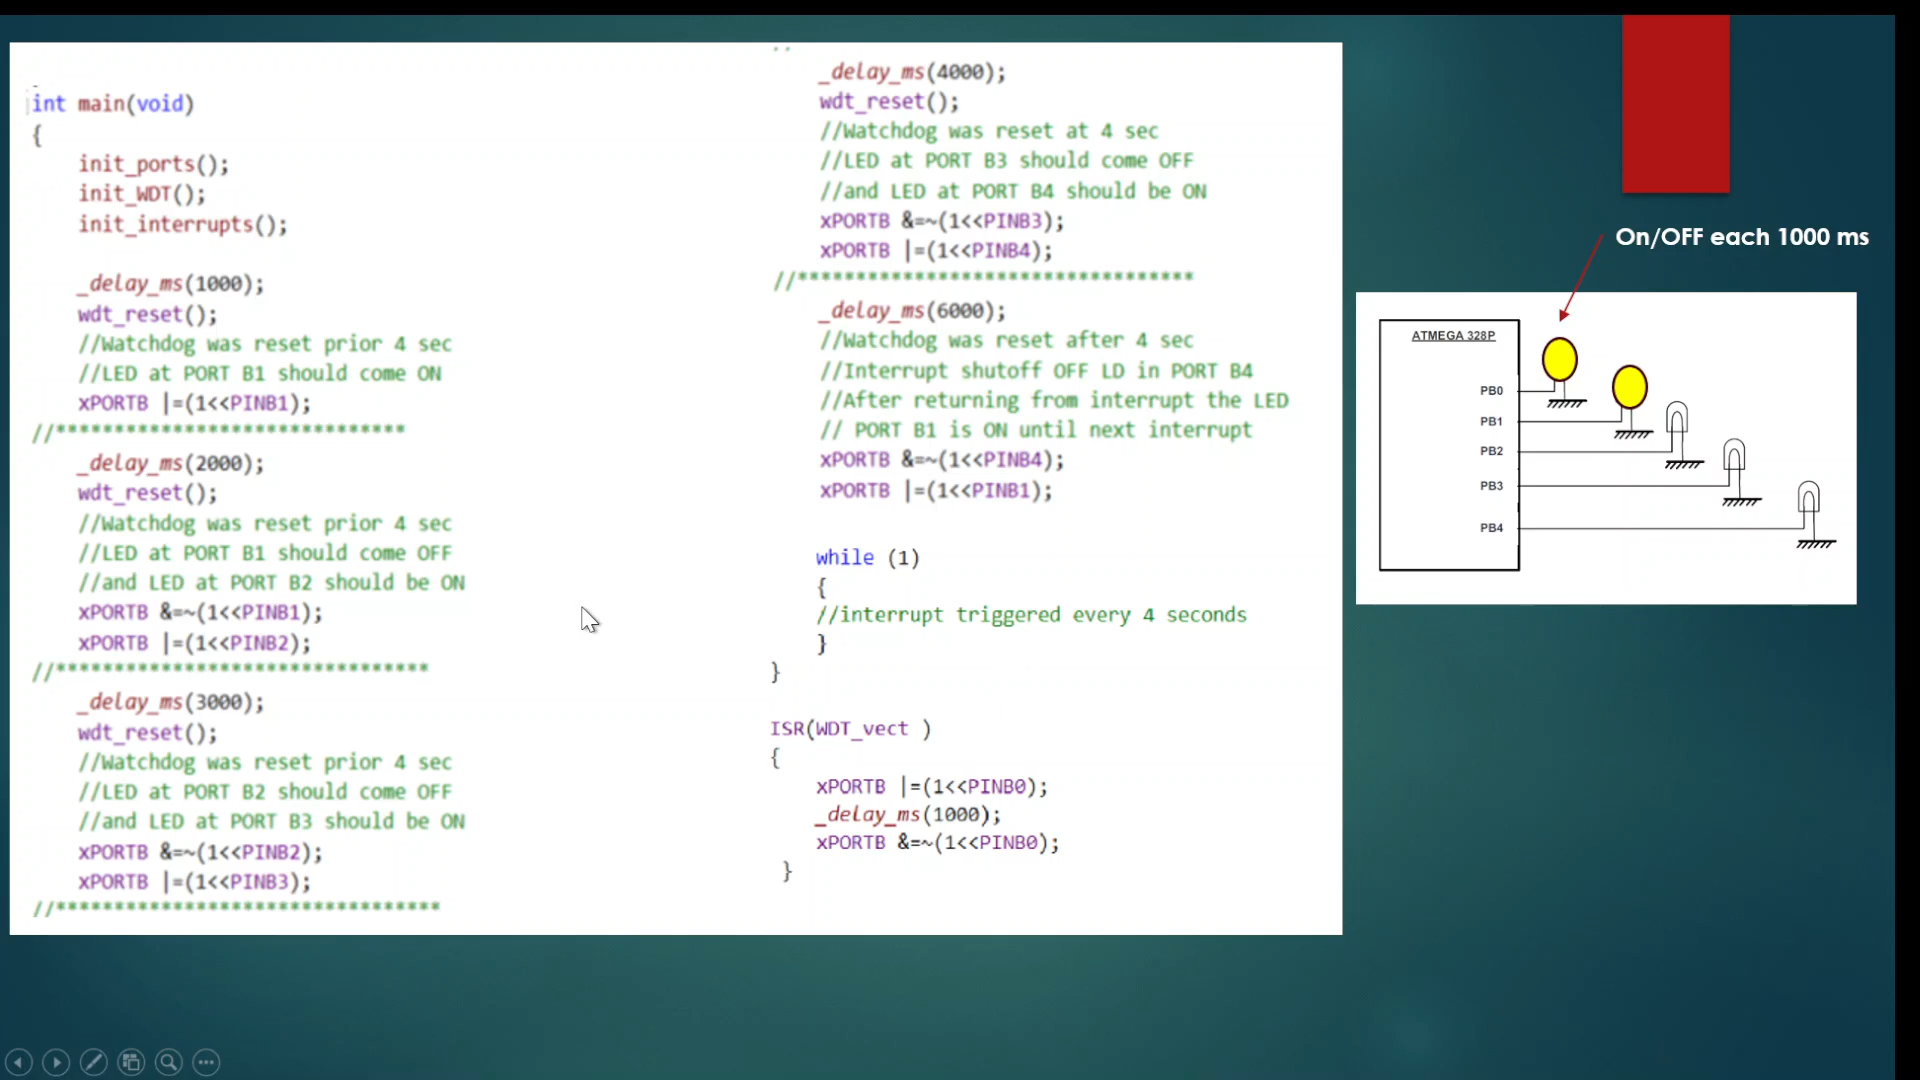 int main(void)
{
init_ports();
init_WDT();
init_interrupts();
_delay_ms(1000);
wdt_reset();
//Watchdog was reset prior 4 sec
//LED at PORT B1 should come ON
xPORTB |=(1<<PINB1);
//******************************
_delay_ms(2000);
wdt_reset();
//Watchdog was reset prior 4 sec
//LED at PORT B1 should come OFF
//and LED at PORT B2 should be ON
xPORTB &=~(1<<PINB1);
xPORTB |=(1<<PINB2);
//********************************
_delay_ms(3000);
wdt_reset();
//Watchdog was reset prior 4 sec
//LED at PORT B2 should come OFF
//and LED at PORT B3 should be ON
xPORTB &=~(1<<PINB2);
xPORTB |=(1<<PINB3);
//*********************************
_delay_ms(4000);
wdt_reset();
//Watchdog was reset at 4 sec
//LED at PORT B3 should come OFF
//and LED at PORT B4 should be ON
xPORTB &=~(1<<PINB3);
xPORTB |=(1<<PINB4);
//**********************************
_delay_ms(6000);
//Watchdog was reset after 4 sec
//Interrupt shutoff OFF LD in PORT B4
//After returning from interrupt the LED
// PORT B1 is ON until next interrupt
xPORTB &=~(1<<PINB4);
xPORTB |=(1<<PINB1);
while (1)
{
//interrupt triggered every 4 seconds
}
}
ISR(WDT_vect )
{
xPORTB |=(1<<PINB0);
_delay_ms(1000);
xPORTB &=~(1<<PINB0);
}
On/OFF each 1000 ms
ATMEGA 328P
PB0
PB1
PB2
PB3
PB4